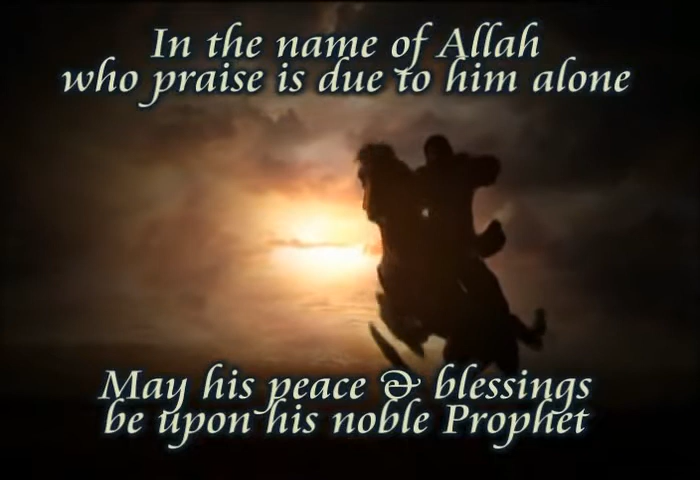 In the name of Allah
who praise is due to him alone
May his peace & blessings
be upon his noble Prophet